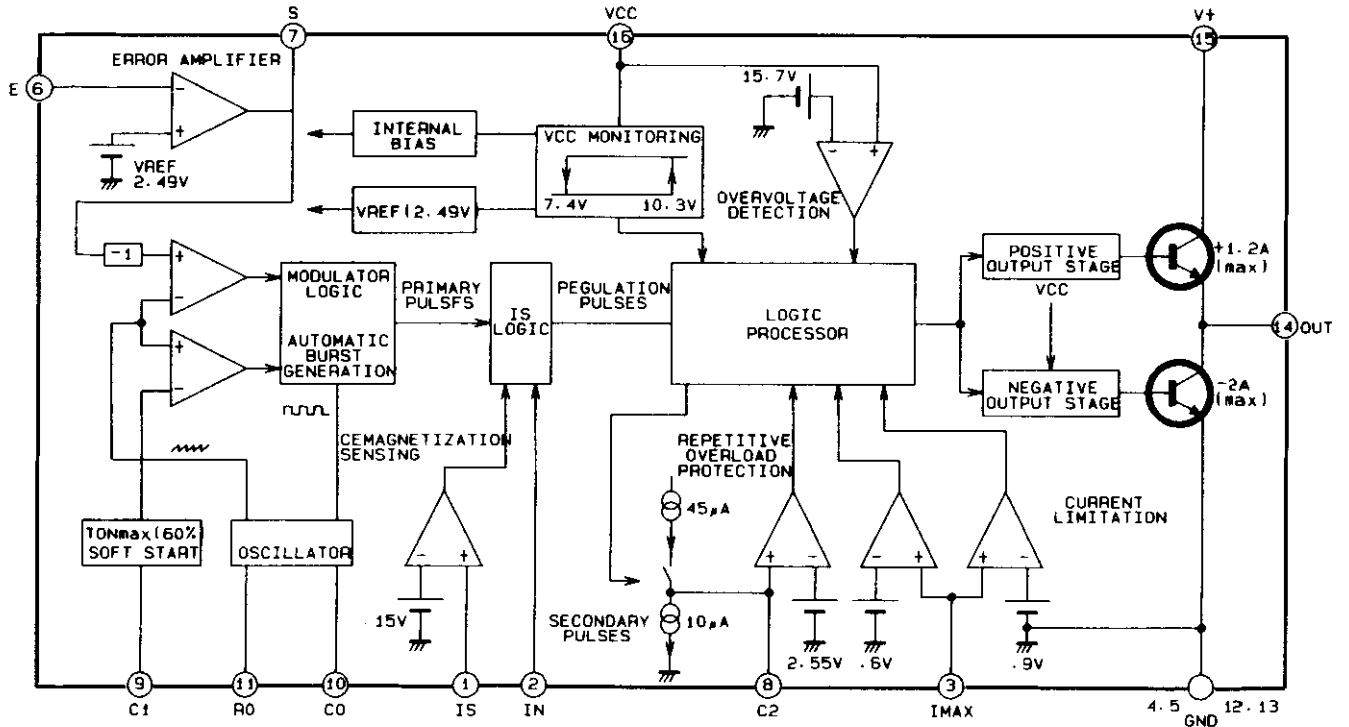 S
7
VCC
16
V+
15
ERROR AMPLIFIER
E 6
-
+
VREF
2.49V
INTERNAL
BIAS
VCC MONITORING
7.4V 10.3V
VREF(2.49V
15.7V
- +
OVERVOLTAGE
DETECTION
-1
+
-
+
-
MODULATOR
LOGIC
AUTOMATIC
BURST
GENERATION
PRIMARY
PULSFS
IS
LOGIC
PEGULATION
PULSES
LOGIC
PROCESSOR
POSITIVE
OUTPUT STAGE
VCC
NEGATIVE
OUTPUT STAGE
+1.2A
(max)
14 OUT
-2A
(max)
CEMAGNETIZATION
SENSING
REPETITIVE
OVERLOAD
PROTECTION
45µA
CURRENT
LIMITATION
TONmax(60%)
SOFT START
OSCILLATOR
- +
+ -
- +
+ -
.15V
SECONDARY
PULSES
10µA
2.55V
.6V
.9V
9
C1
11
RO
10
CO
1
IS
2
IN
8
C2
3
IMAX
4.5 12.13
GND